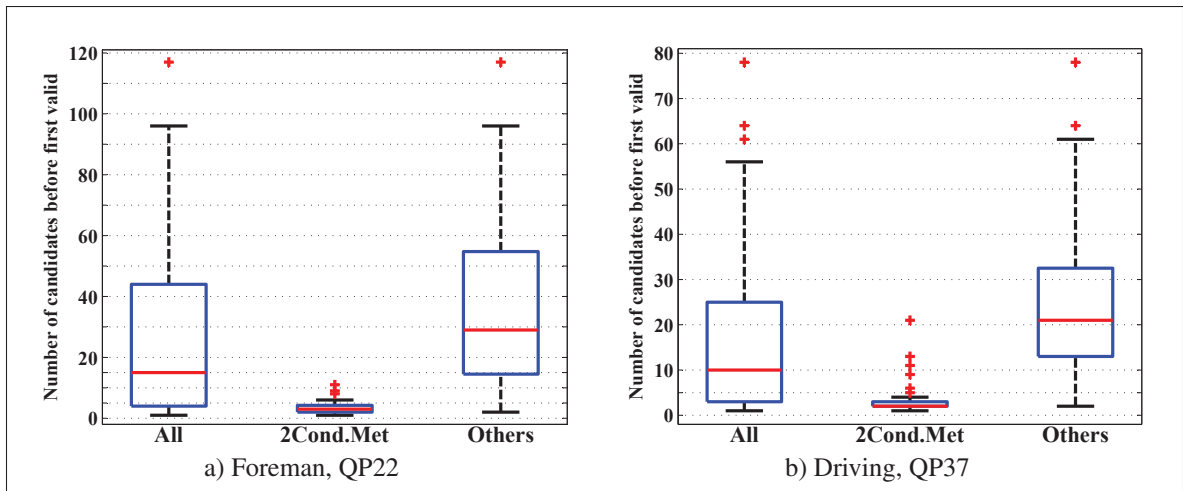 Number of candidates before first valid
120
100
80
60
40
20
0
All 2Cond.Met Others
a) Foreman, QP22
Number of candidates before first valid
80
70
60
50
40
30
20
10
0
All 2Cond.Met Others
b) Driving, QP37